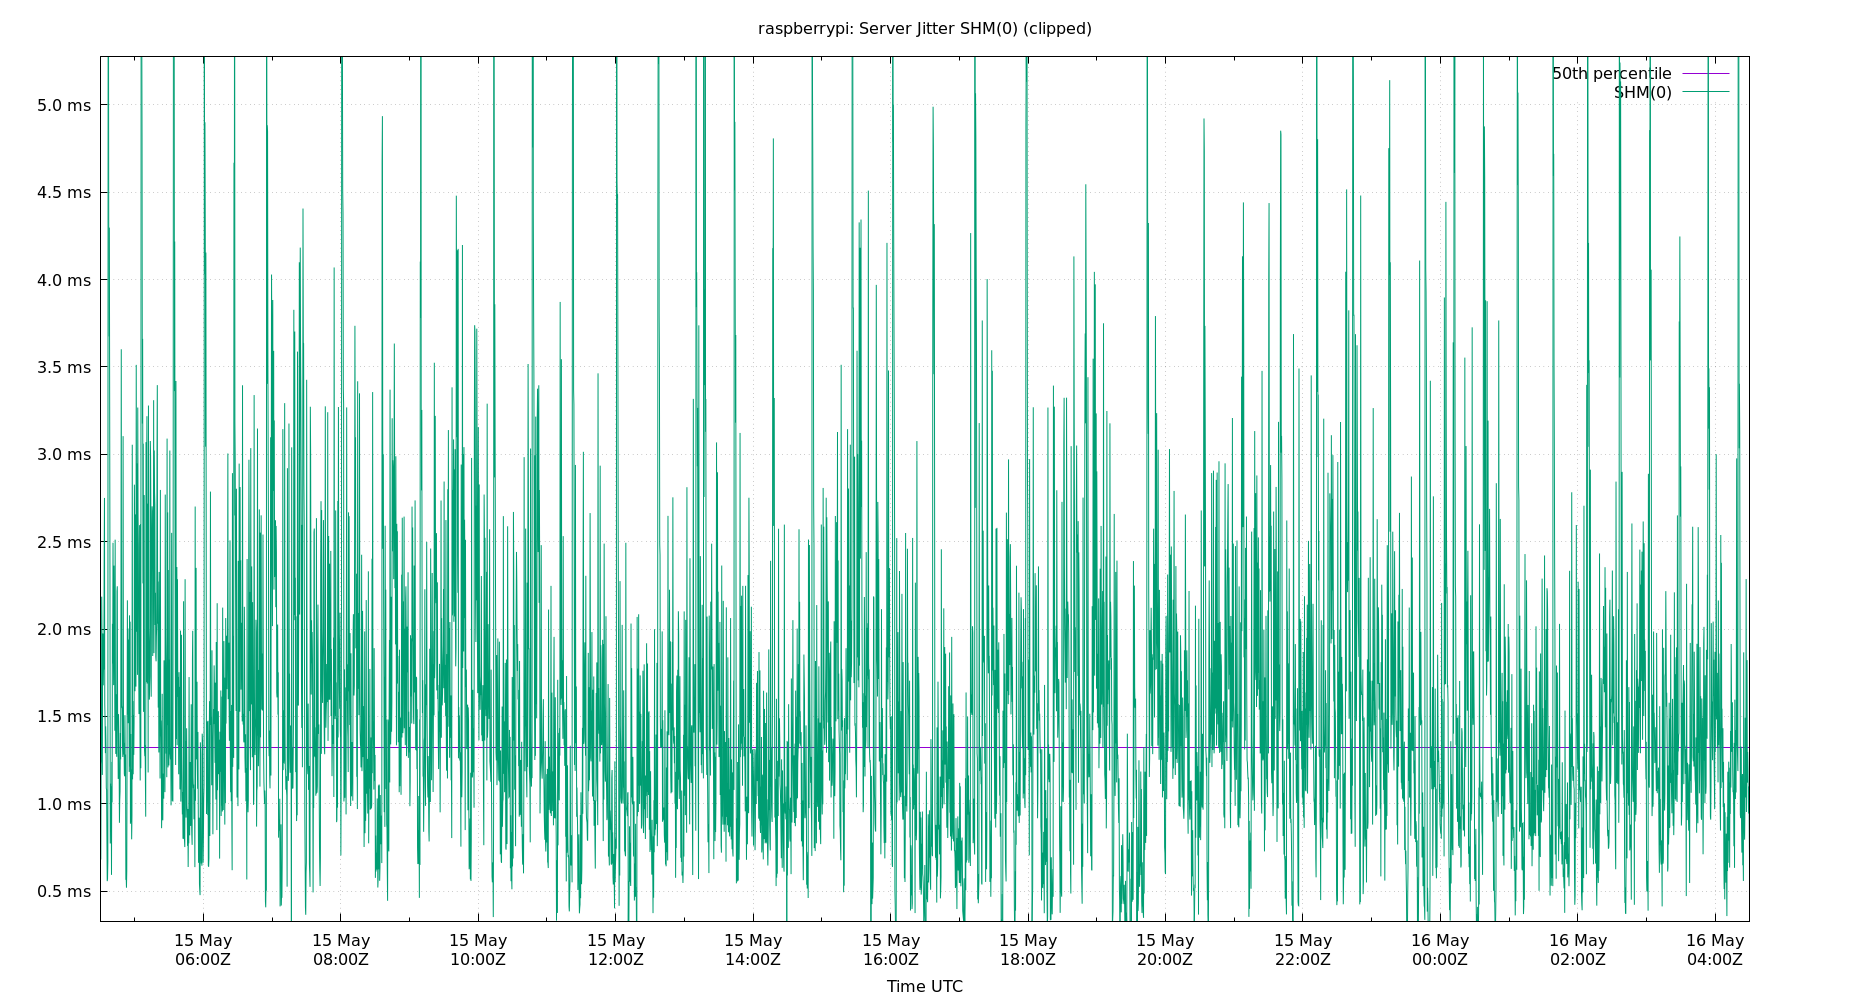 raspberrypi: Server Jitter SHM(0) (clipped)
50th percentile
SHM(0)
5.0 ms
4.5 ms
4.0 ms
3.5 ms
3.0 ms
2.5 ms
2.0 ms
1.5 ms
1.0 ms
0.5 ms
15 May 15 May 15 May 15 May 15 May 15 May 15 May 15 May 15 May 16 May 16 May 16 May
06:00Z 08:00Z 10:00Z 12:00Z 14:00Z 16:00Z 18:00Z 20:00Z 22:00Z 00:00Z 02:00Z 04:00Z
Time UTC